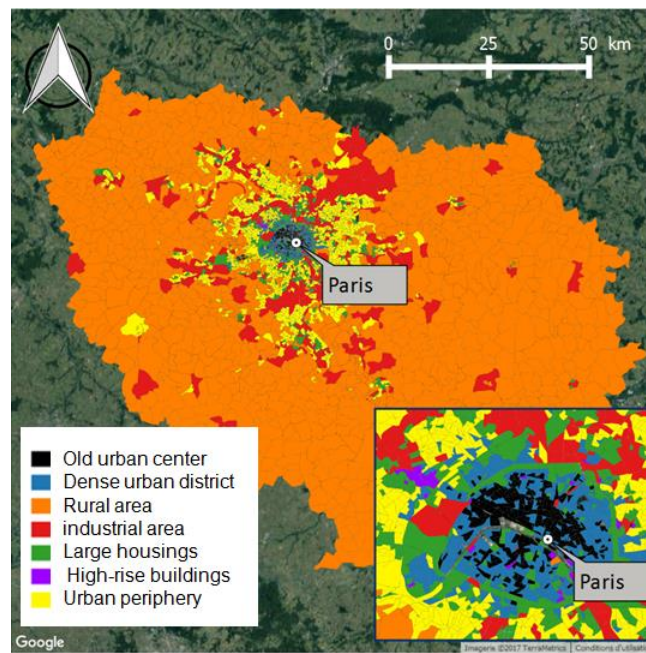 0 25 50 km
Paris
Old urban center
Dense urban district
Rural area
industrial area
Large housings
High-rise buildings
Urban periphery
Paris
Google
Imagerie ©2017 TerraMetrics | Conditions d'utilisati